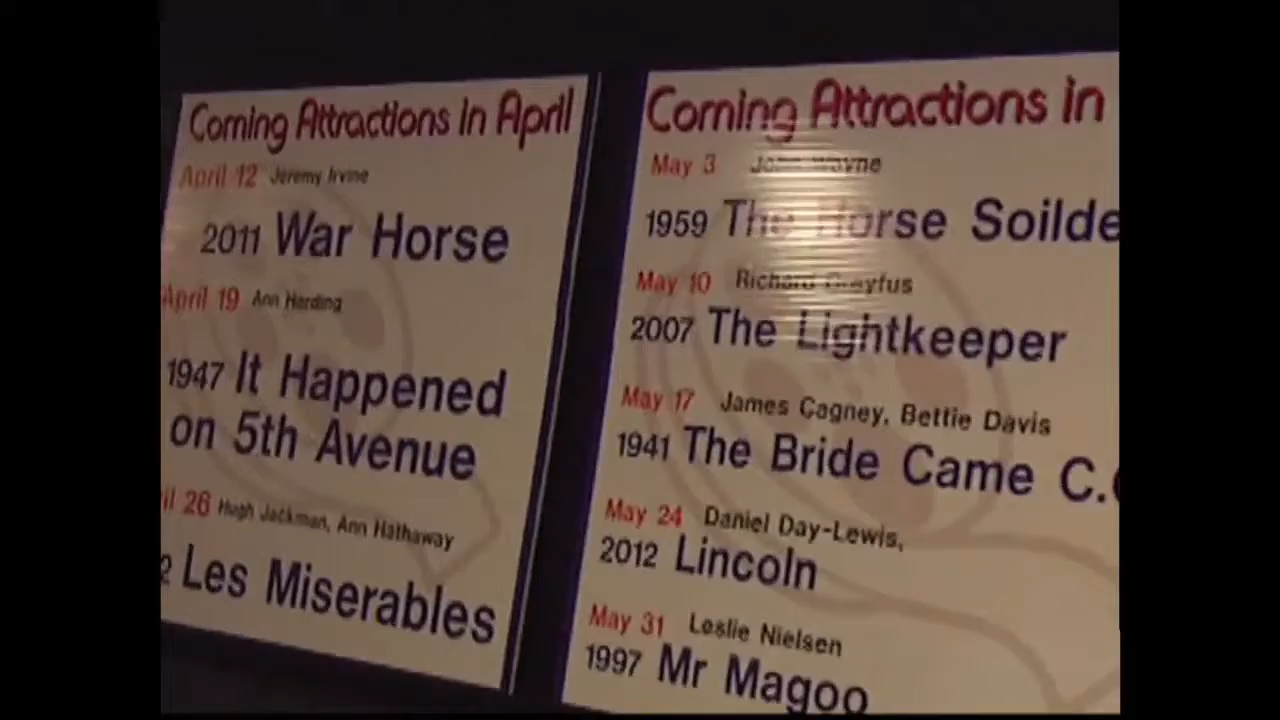 Coming Attractions in April
April 12 Jeremy Irvine
2011 War Horse
April 19 Ann Harding
1947 It Happened
on 5th Avenue
il 26 Hugh Jackman, Ann Hathaway
2 Les Miserables
Coming Attractions in
May 3 John Wayne
1959 The Horse Soilde
May 10 Richard Dreyfus
2007 The Lightkeeper
May 17 James Cagney, Bettie Davis
1941 The Bride Came C.O
May 24 Daniel Day-Lewis,
2012 Lincoln
May 31 Leslie Nielsen
1997 Mr Magoo